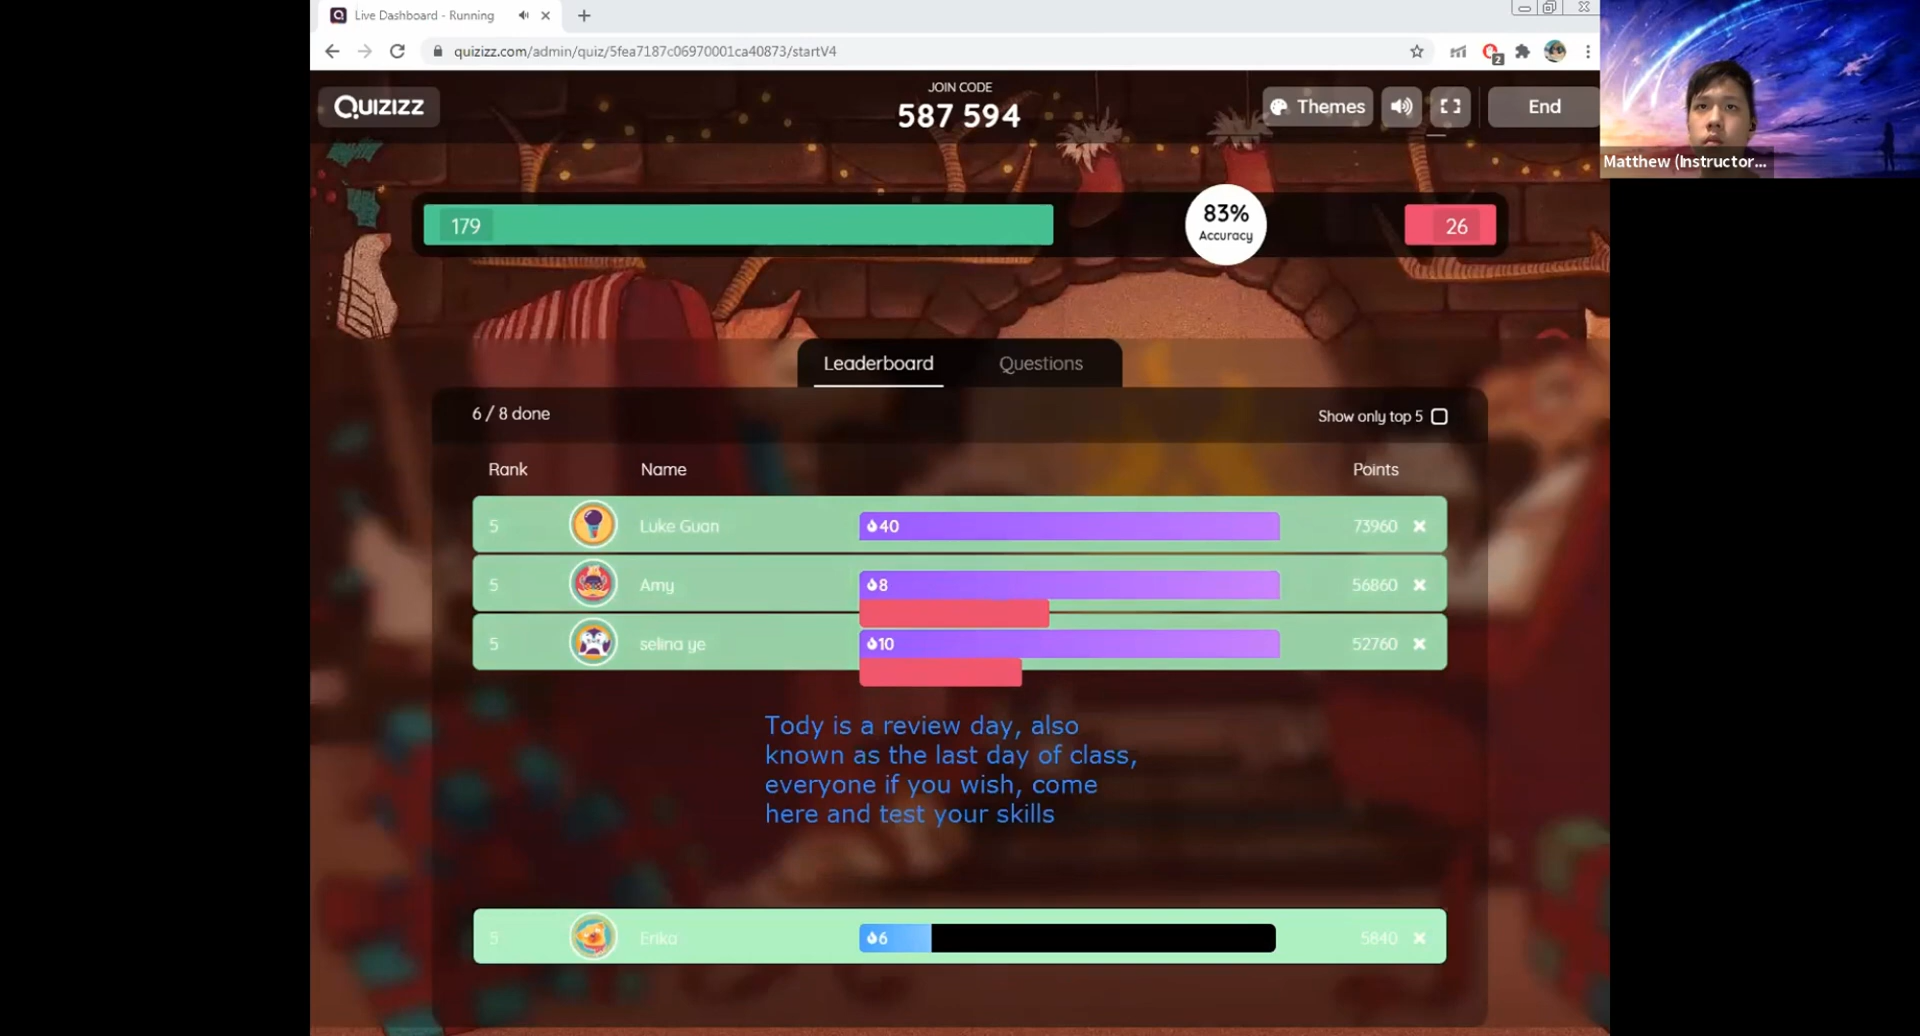 Live Dashboard - Running
quizizz.com/admin/quiz/5fea7187c06970001ca40873/startV4
2
Quizizz
JOIN CODE
587 594
Themes
End
Matthew (Instructor...
179
83%
Accuracy
26
Leaderboard
Questions
6 / 8 done
Show only top 5
Rank
Name
Points
5 Luke Guan 40 73960
5 Amy 8 56860
5 selina ye 10 52760
Tody is a review day, also
known as the last day of class,
everyone if you wish, come
here and test your skills
5 Erika 6 5840